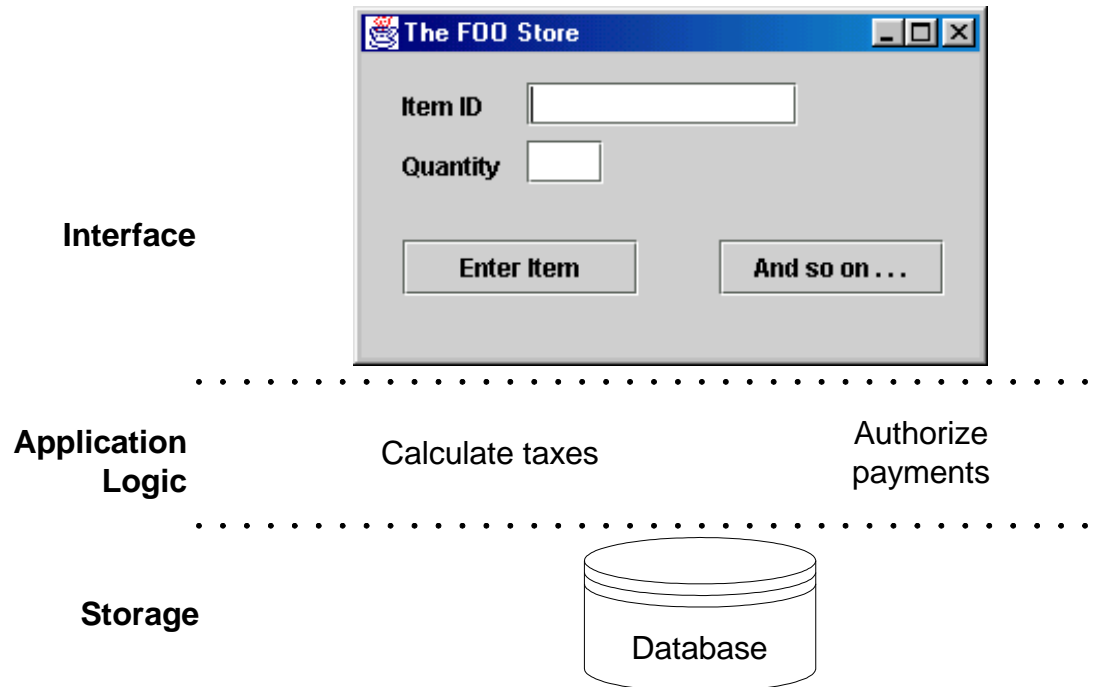 The FOO Store
Item ID
Quantity
Interface
Enter Item
And so on . . .
Application
Logic
Calculate taxes
Authorize
payments
Storage
Database